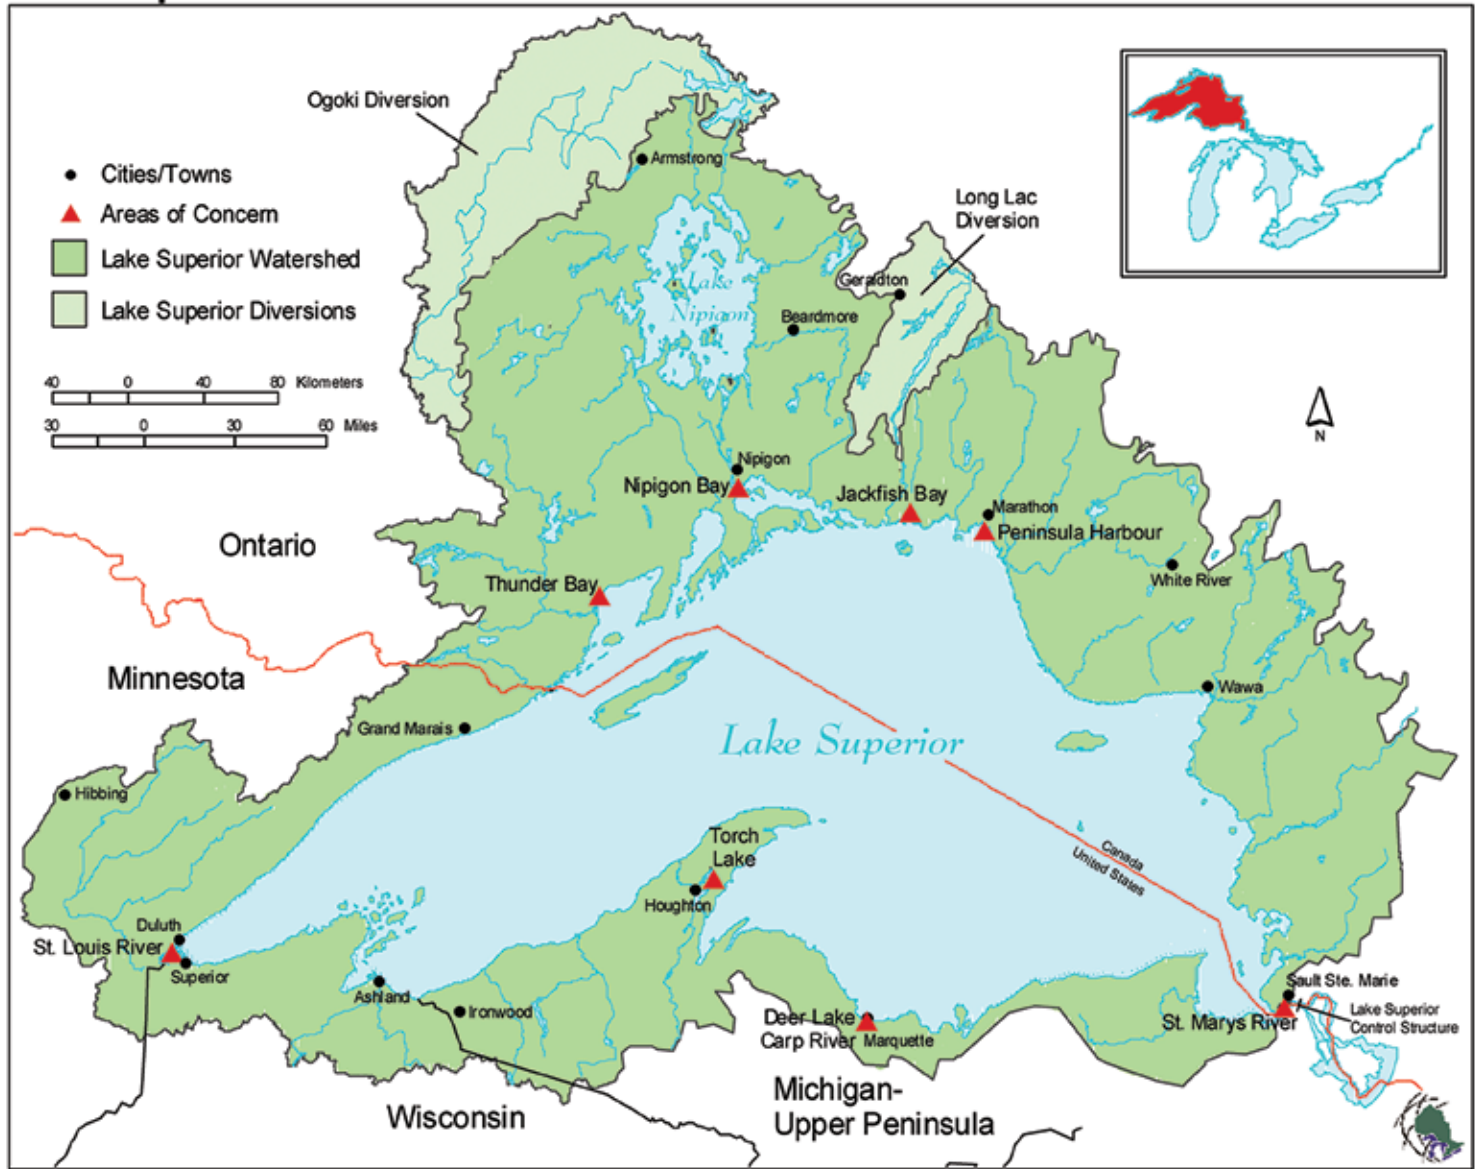 Ogoki Diversion
Cities/Towns
Areas of Concern
Lake Superior Watershed
Lake Superior Diversions
40 0 40 80 Kilometers
30 0 30 60 Miles
Armstrong
Long Lac
Diversion
Geraldton
Lake
Nipigon
Beardmore
N
Nipigon
Nipigon Bay
Jackfish Bay
Marathon
Peninsula Harbour
Ontario
White River
Thunder Bay
Minnesota
Wawa
Grand Marais
Lake Superior
Hibbing
Torch
Lake
Canada
United States
Houghton
Duluth
St. Louis River
Superior
Ashland
Ironwood
Sault Ste. Marie
Lake Superior
Control Structure
St. Marys River
Deer Lake
Carp River
Marquette
Michigan-
Upper Peninsula
Wisconsin